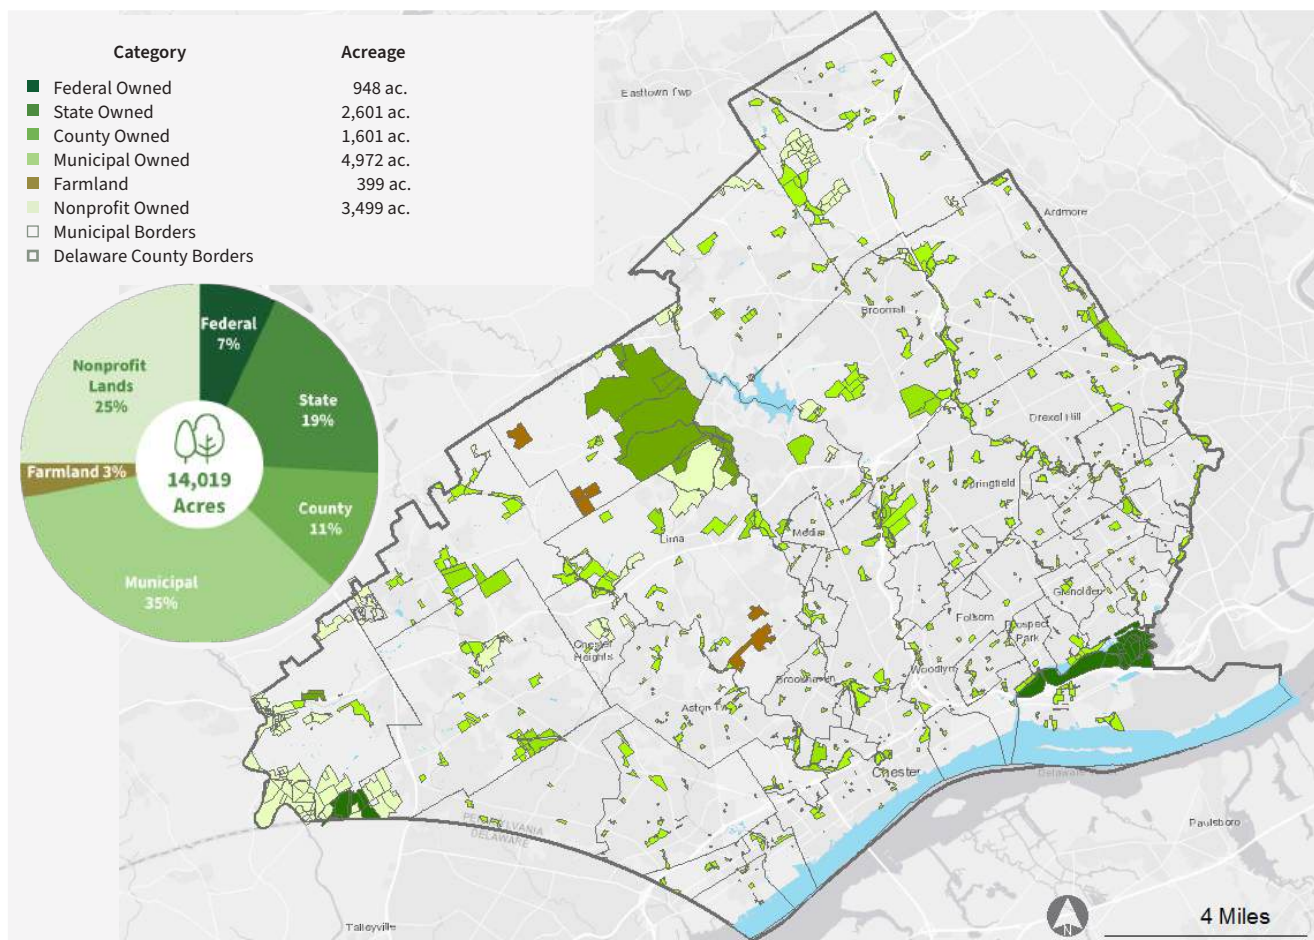 Category Acreage
Federal Owned 948 ac.
State Owned 2,601 ac.
County Owned 1,601 ac.
Municipal Owned 4,972 ac.
Farmland 399 ac.
Nonprofit Owned 3,499 ac.
Municipal Borders
Delaware County Borders
Federal
7%
State
19%
County
11%
Municipal
35%
Farmland 3%
Nonprofit
Lands
25%
14,019
Acres
Easttown Twp
Ardmore
Broomall
Drexel Hill
Springfield
Media
Lima
Glenolden
Folsom
Prospect
Park
Chester
Heights
Woodlyn
Brookhaven
Aston
Chester
Delaware
PENNSYLVANIA
DELAWARE
Paulsboro
Talleyville
N
4 Miles